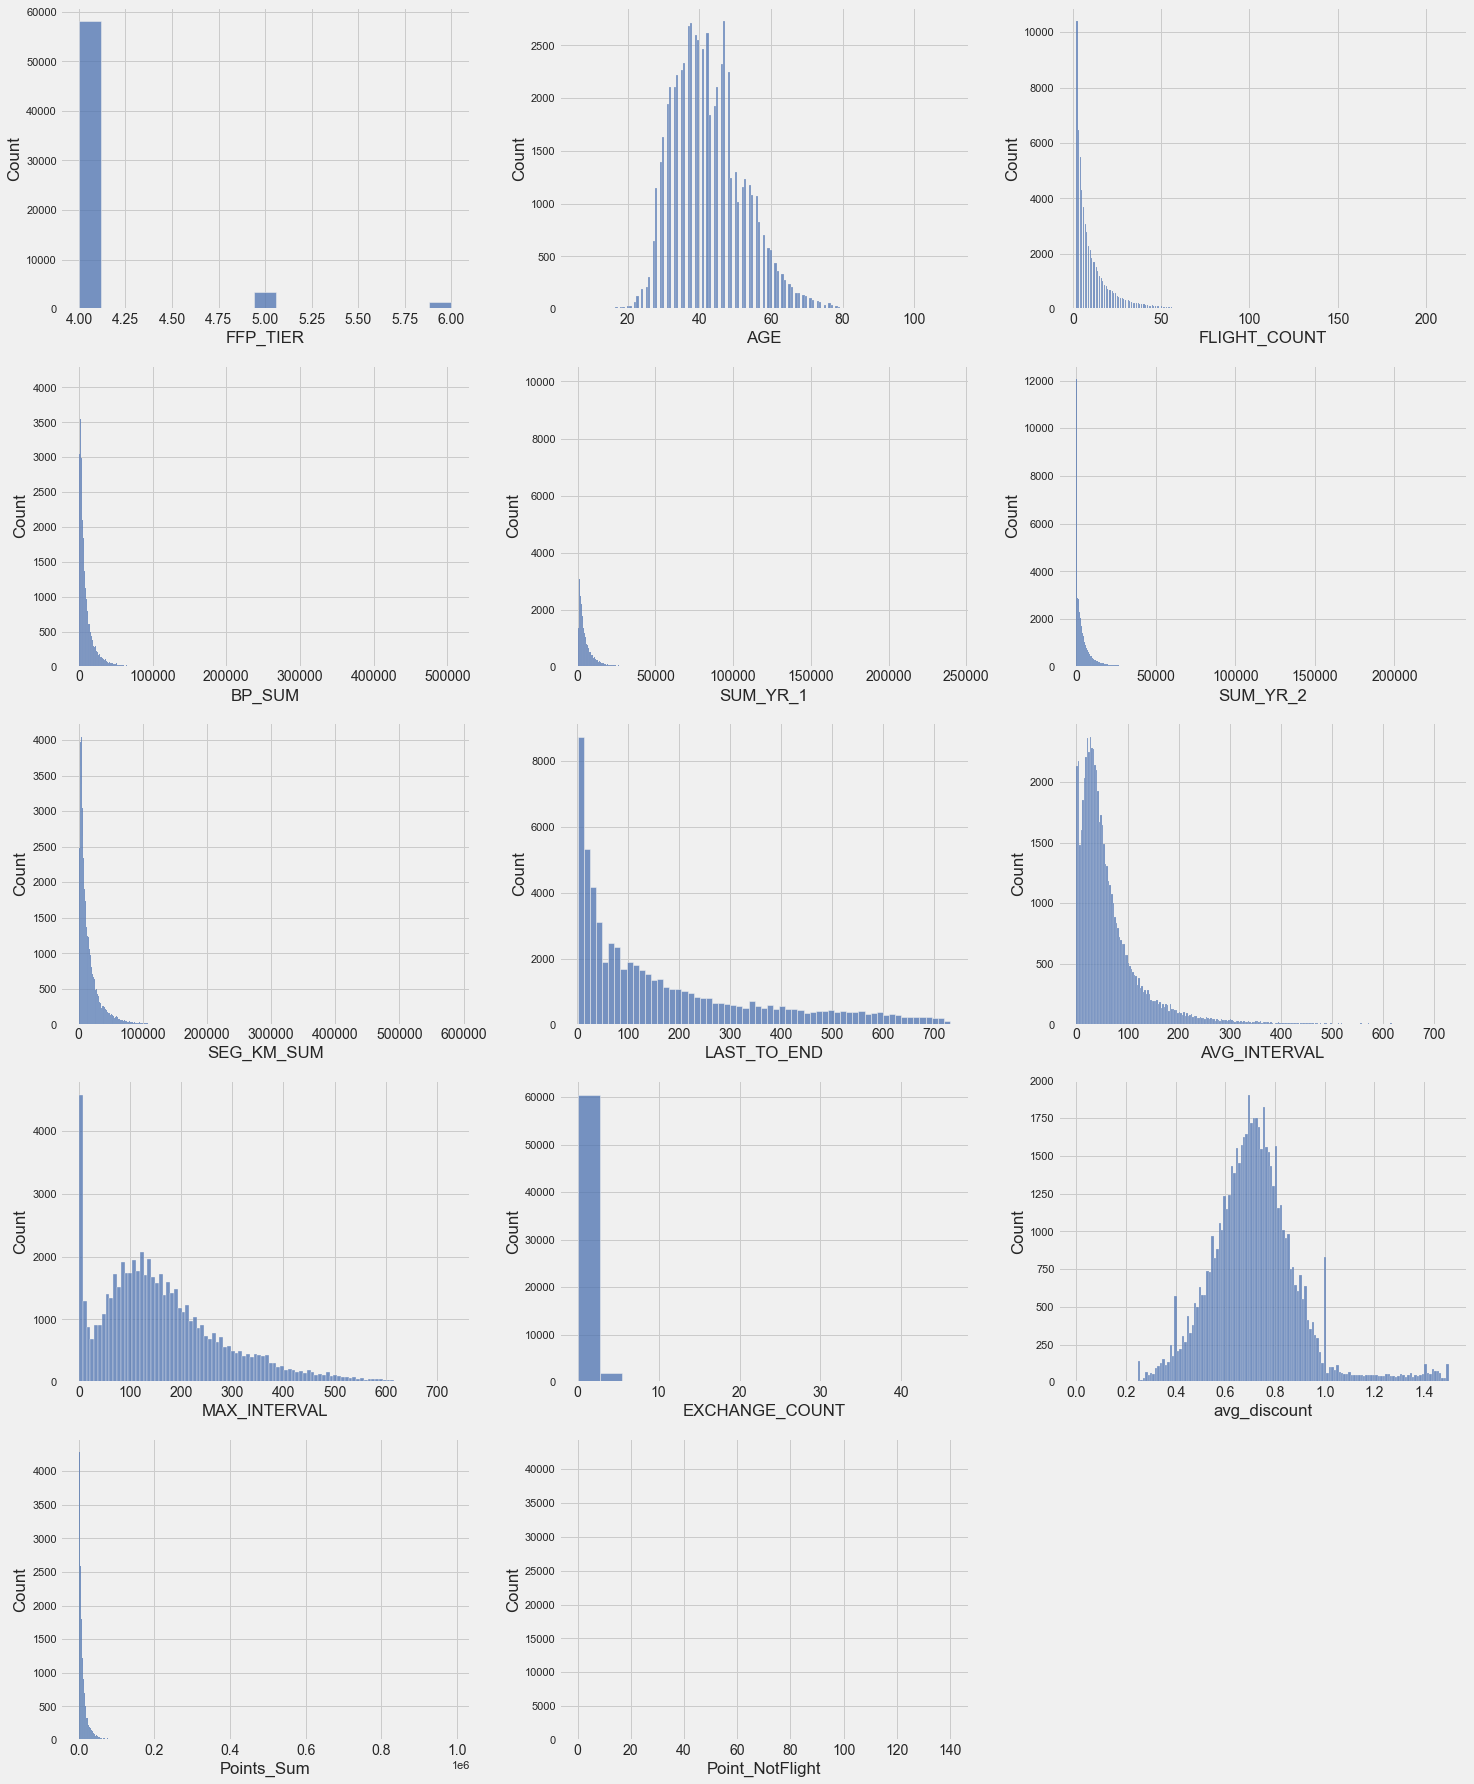 Count
60000
50000
40000
30000
20000
10000
0
4.00 4.25 4.50 4.75 5.00 5.25 5.50 5.75 6.00
FFP_TIER
Count
2500
2000
1500
1000
500
0
20 40 60 80 100
AGE
Count
10000
8000
6000
4000
2000
0
0 50 100 150 200
FLIGHT_COUNT
Count
4000
3500
3000
2500
2000
1500
1000
500
0
0 100000 200000 300000 400000 500000
BP_SUM
Count
10000
8000
6000
4000
2000
0
0 50000 100000 150000 200000 250000
SUM_YR_1
Count
12000
10000
8000
6000
4000
2000
0
0 50000 100000 150000 200000
SUM_YR_2
Count
4000
3500
3000
2500
2000
1500
1000
500
0
0 100000 200000 300000 400000 500000 600000
SEG_KM_SUM
Count
8000
6000
4000
2000
0
0 100 200 300 400 500 600 700
LAST_TO_END
Count
2000
1500
1000
500
0
0 100 200 300 400 500 600 700
AVG_INTERVAL
Count
4000
3000
2000
1000
0
0 100 200 300 400 500 600 700
MAX_INTERVAL
Count
60000
50000
40000
30000
20000
10000
0
0 10 20 30 40
EXCHANGE_COUNT
Count
2000
1750
1500
1250
1000
750
500
250
0
0.0 0.2 0.4 0.6 0.8 1.0 1.2 1.4
avg_discount
Count
4000
3500
3000
2500
2000
1500
1000
500
0
0.0 0.2 0.4 0.6 0.8 1.0
Points_Sum
1e6
Count
40000
35000
30000
25000
20000
15000
10000
5000
0
0 20 40 60 80 100 120 140
Point_NotFlight